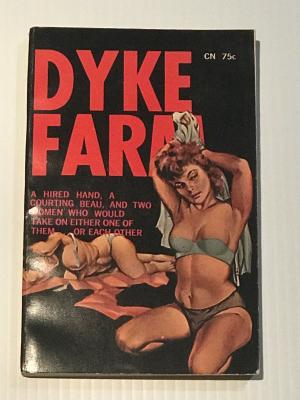 CN 75c
DYKE
FARM
A HIRED HAND, A
COURTING BEAU, AND TWO
WOMEN WHO WOULD
TAKE ON EITHER ONE OF
THEM . . . OR EACH OTHER